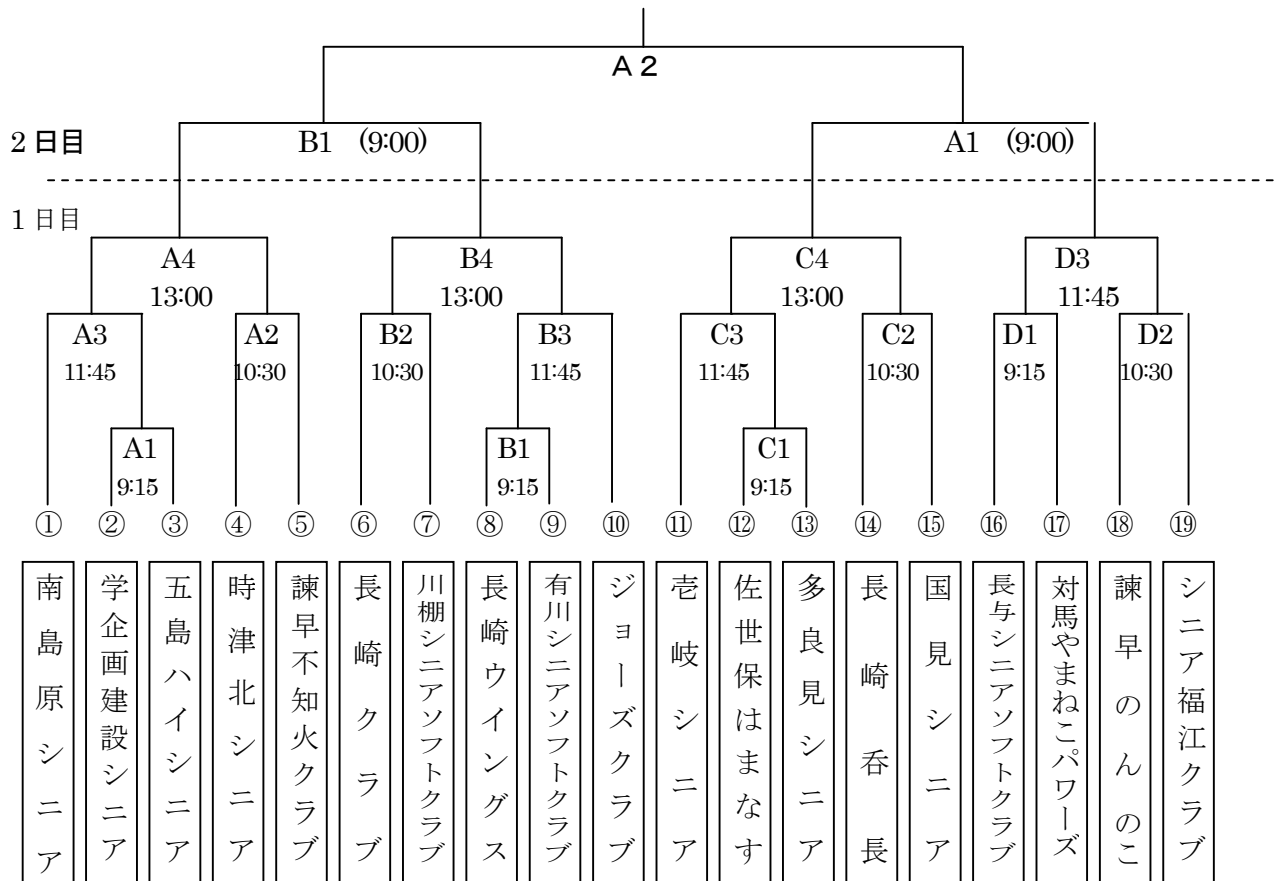 A 2
2 日目
B1 (9:00)
A1 (9:00)
1 日目
A4
13:00
B4
13:00
C4
13:00
D3
11:45
A3
11:45
A2
10:30
B2
10:30
B3
11:45
C3
11:45
C2
10:30
D1
9:15
D2
10:30
A1
9:15
B1
9:15
C1
9:15
① ② ③ ④ ⑤ ⑥ ⑦ ⑧ ⑨ ⑩ ⑪ ⑫ ⑬ ⑭ ⑮ ⑯ ⑰ ⑱ ⑲
南島原シニア
学企画建設シニア
五島ハイシニア
時津北シニア
諫早不知火クラブ
長崎クラブ
川棚シニアソフトクラブ
長崎ウイングス
有川シニアソフトクラブ
ジョーズクラブ
壱岐シニア
佐世保はまなす
多良見シニア
長崎呑長
国見シニア
長与シニアソフトクラブ
対馬やまねこパワーズ
諫早のんのこ
シニア福江クラブ